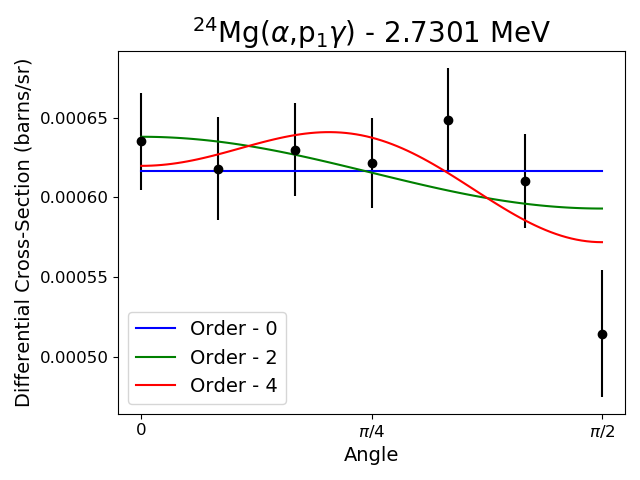 ²⁴Mg(α,p₁γ) - 2.7301 MeV
Differential Cross-Section (barns/sr)
0.00065
0.00060
0.00055
0.00050
Order - 0
Order - 2
Order - 4
0
π/4
π/2
Angle